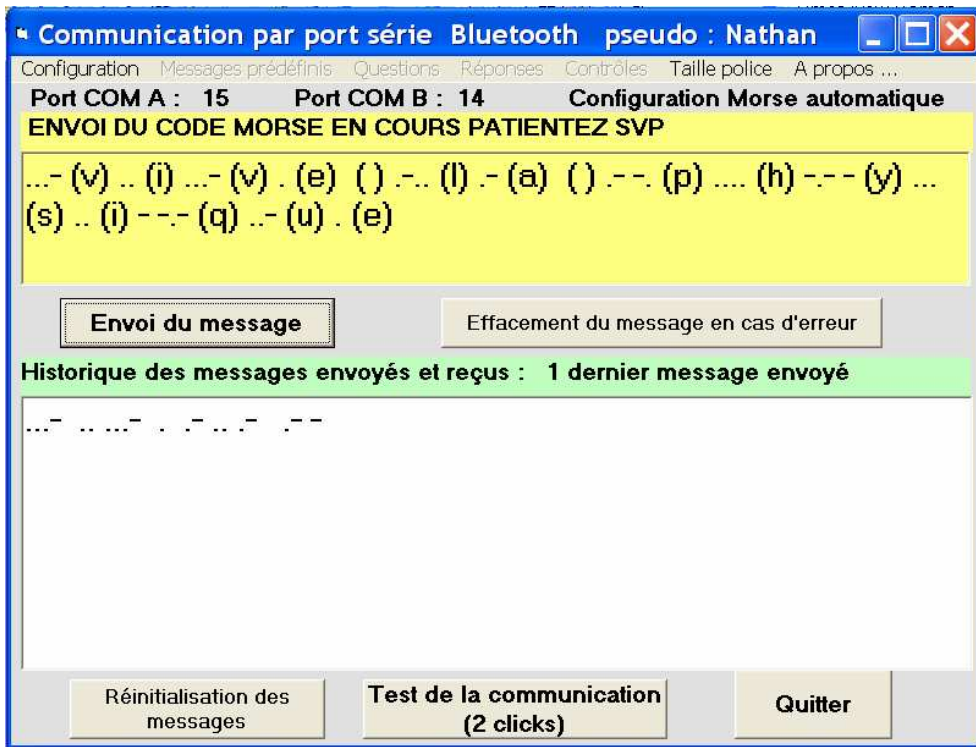 Communication par port série Bluetooth pseudo : Nathan
Configuration Messages prédéfinis Questions Réponses Contrôles Taille police A propos ...
Port COM A : 15 Port COM B : 14 Configuration Morse automatique
ENVOI DU CODE MORSE EN COURS PATIENTEZ SVP
...- (v) .. (i) ...- (v) . (e) ( ) .-.. (l) .- (a) ( ) .--. (p) .... (h) -.-- (y) ...
(s) .. (i) --.- (q) ..- (u) . (e)
Envoi du message Effacement du message en cas d'erreur
Historique des messages envoyés et reçus : 1 dernier message envoyé
...- .. ...- . .- .. .- .--
Réinitialisation des
messages
Test de la communication
(2 clicks)
Quitter